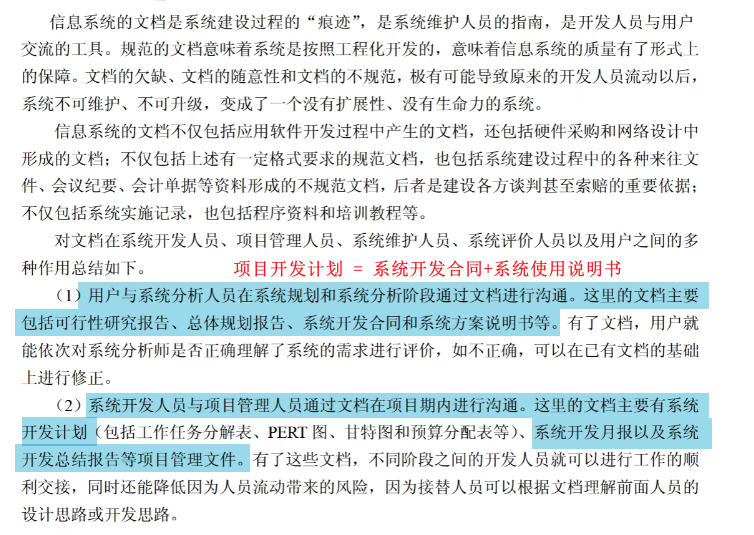 信息系统的文档是系统建设过程的“痕迹”，是系统维护人员的指南，是开发人员与用户
交流的工具。规范的文档意味着系统是按照工程化开发的，意味着信息系统的质量有了形式上
的保障。文档的欠缺、文档的随意性和文档的不规范，极有可能导致原来的开发人员流动以后，
系统不可维护、不可升级，变成了一个没有扩展性、没有生命力的系统。
信息系统的文档不仅包括应用软件开发过程中产生的文档，还包括硬件采购和网络设计中
形成的文档；不仅包括上述有一定格式要求的规范文档，也包括系统建设过程中的各种来往文
件、会议纪要、会计单据等资料形成的不规范文档，后者是建设各方谈判甚至索赔的重要依据；
不仅包括系统实施记录，也包括程序资料和培训教程等。
对文档在系统开发人员、项目管理人员、系统维护人员、系统评价人员以及用户之间的多
种作用总结如下。 项目开发计划 = 系统开发合同+系统使用说明书
（1）用户与系统分析人员在系统规划和系统分析阶段通过文档进行沟通。这里的文档主要
包括可行性研究报告、总体规划报告、系统开发合同和系统方案说明书等。有了文档，用户就
能依次对系统分析师是否正确理解了系统的需求进行评价，如不正确，可以在已有文档的基础
上进行修正。
（2）系统开发人员与项目管理人员通过文档在项目期内进行沟通。这里的文档主要有系统
开发计划（包括工作任务分解表、PERT 图、甘特图和预算分配表等）、系统开发月报以及系统
开发总结报告等项目管理文件。有了这些文档，不同阶段之间的开发人员就可以进行工作的顺
利交接，同时还能降低因为人员流动带来的风险，因为接替人员可以根据文档理解前面人员的
设计思路或开发思路。